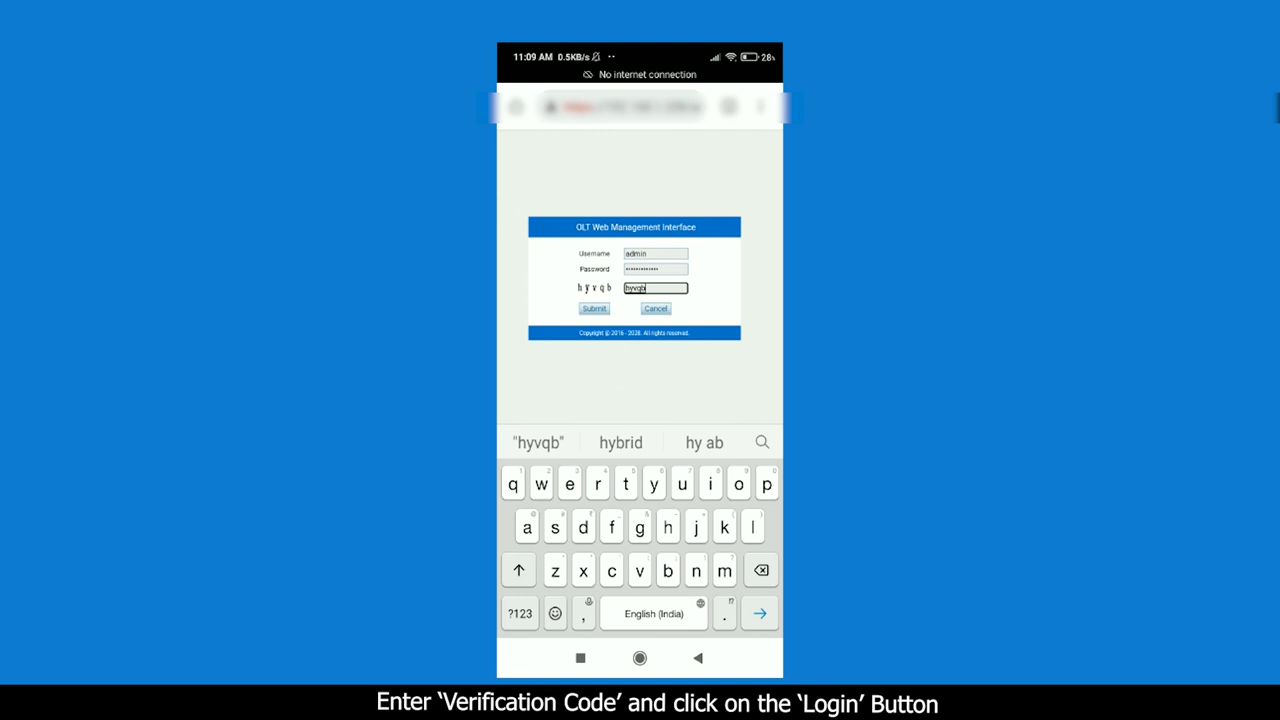 11:09 AM 0.5KB/s 28%
No internet connection
OLT Web Management Interface
Username admin
Password •••••••••••••
h y v q b hyvqb
Submit Cancel
Copyright © 2016 - 2028. All rights reserved.
"hyvqb" hybrid hy ab
q w e r t y u i o p
a s d f g h j k l
z x c v b n m
?123 , English (India) .
Enter ‘Verification Code’ and click on the ‘Login’ Button